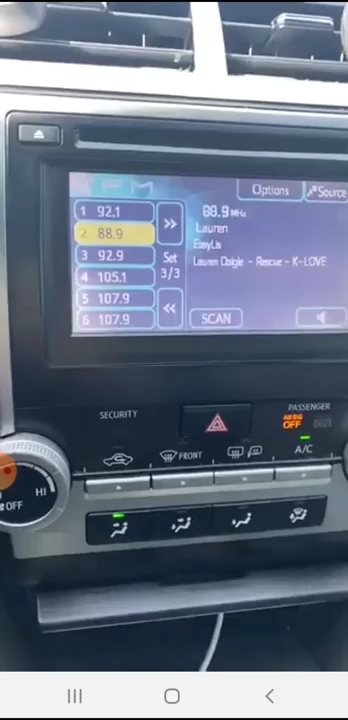 FM
Options
Source
1 92.1
2 88.9
3 92.9
4 105.1
5 107.9
6 107.9
Set
3/3
88.9 MHz
Lauren
EasyLis
Lauren Daigle - Rescue - K-LOVE
SCAN
SECURITY
PASSENGER
AIR BAG
OFF
FRONT
A/C
HI
OFF